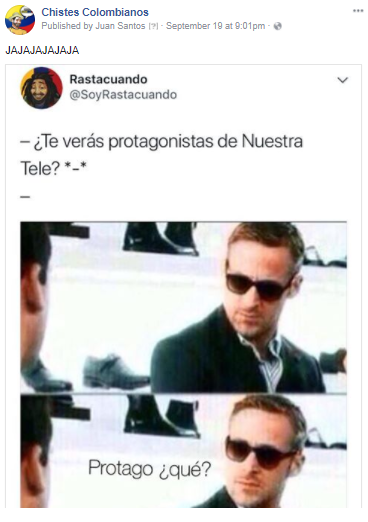 Chistes Colombianos
Published by Juan Santos [?] · September 19 at 9:01pm ·
JAJAJAJAJAJA
Rastacuando
@SoyRastacuando
– ¿Te verás protagonistas de Nuestra
Tele? *-*
–
Protago ¿qué?